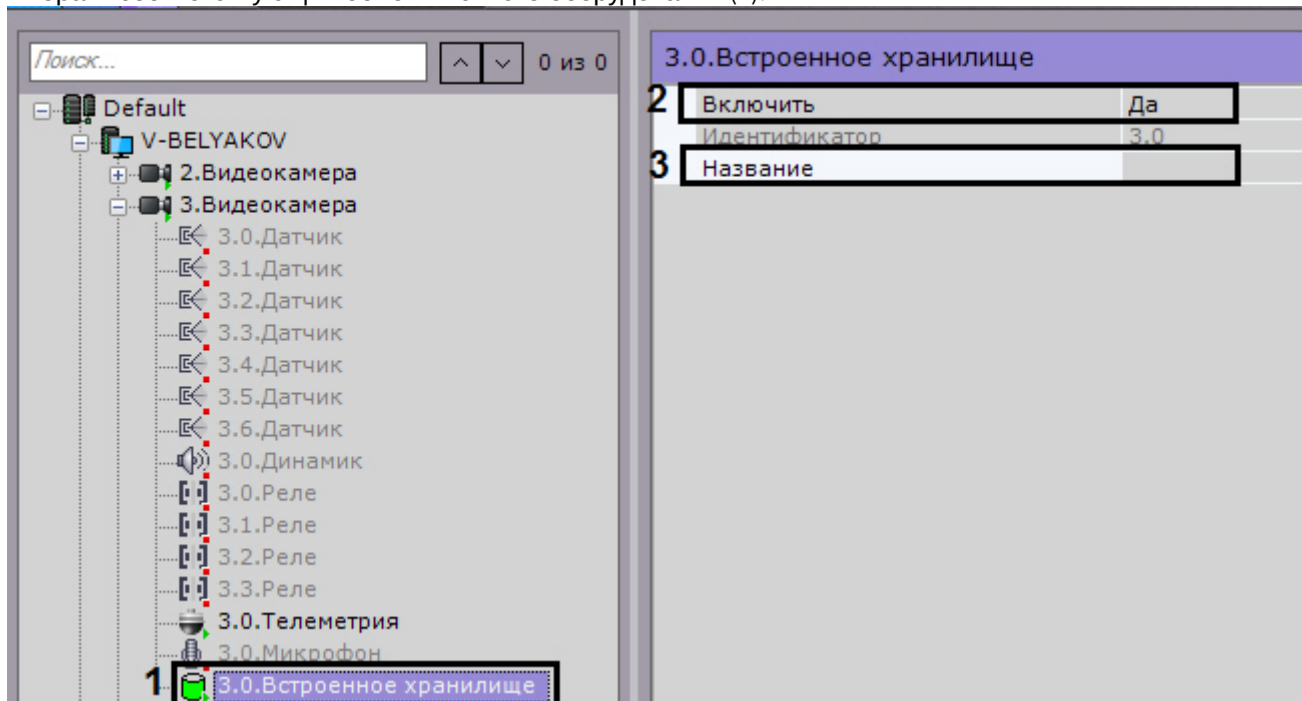 Поиск...
0 из 0
Default
V-BELYAKOV
2.Видеокамера
3.Видеокамера
3.0.Датчик
3.1.Датчик
3.2.Датчик
3.3.Датчик
3.4.Датчик
3.5.Датчик
3.6.Датчик
3.0.Динамик
3.0.Реле
3.1.Реле
3.2.Реле
3.3.Реле
3.0.Телеметрия
3.0.Микрофон
1 3.0.Встроенное хранилище
3.0.Встроенное хранилище
2 Включить Да
Идентификатор 3.0
3 Название